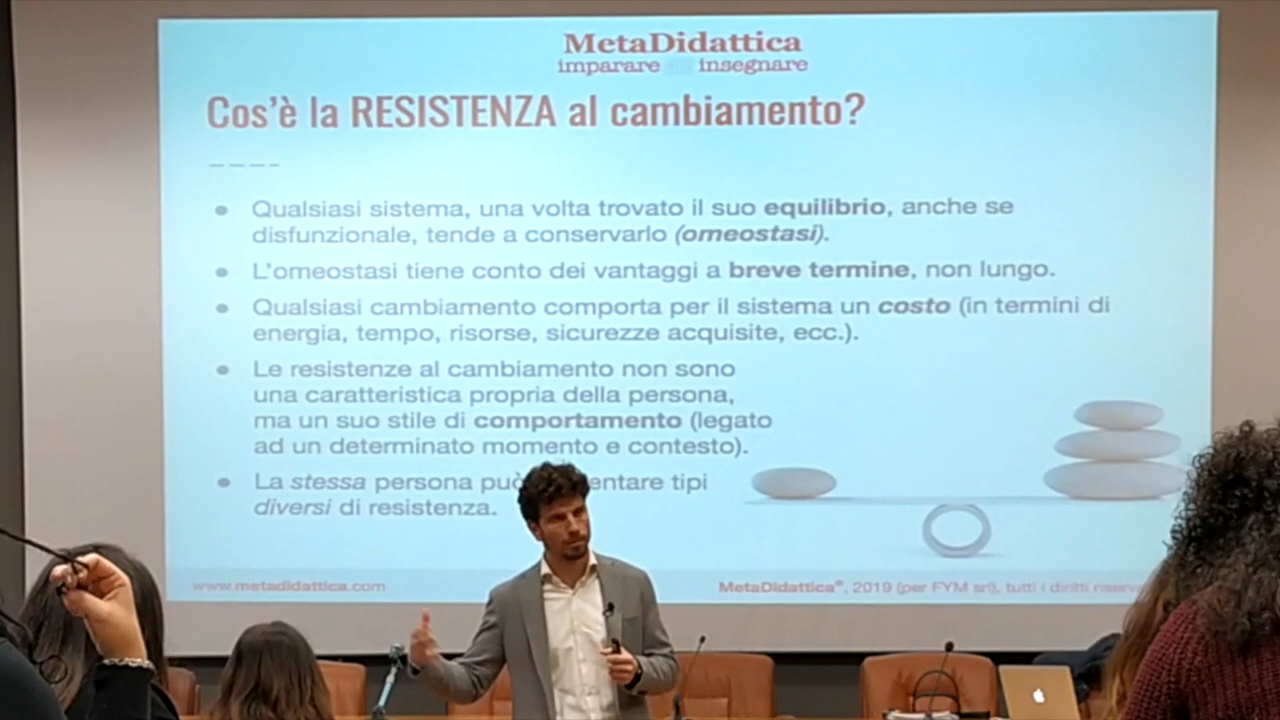 MetaDidattica
imparare insegnare
Cos'è la RESISTENZA al cambiamento?
Qualsiasi sistema, una volta trovato il suo equilibrio, anche se
disfunzionale, tende a conservarlo (omeostasi).
L'omeostasi tiene conto dei vantaggi a breve termine, non lungo.
Qualsiasi cambiamento comporta per il sistema un costo (in termini di
energia, tempo, risorse, sicurezze acquisite, ecc.).
Le resistenze al cambiamento non sono
una caratteristica propria della persona,
ma un suo stile di comportamento (legato
ad un determinato momento e contesto).
La stessa persona può entare tipi
diversi di resistenza.
www.metadidattica.com
MetaDidattica®, 2019 (per FYM srl), tutti i diritti